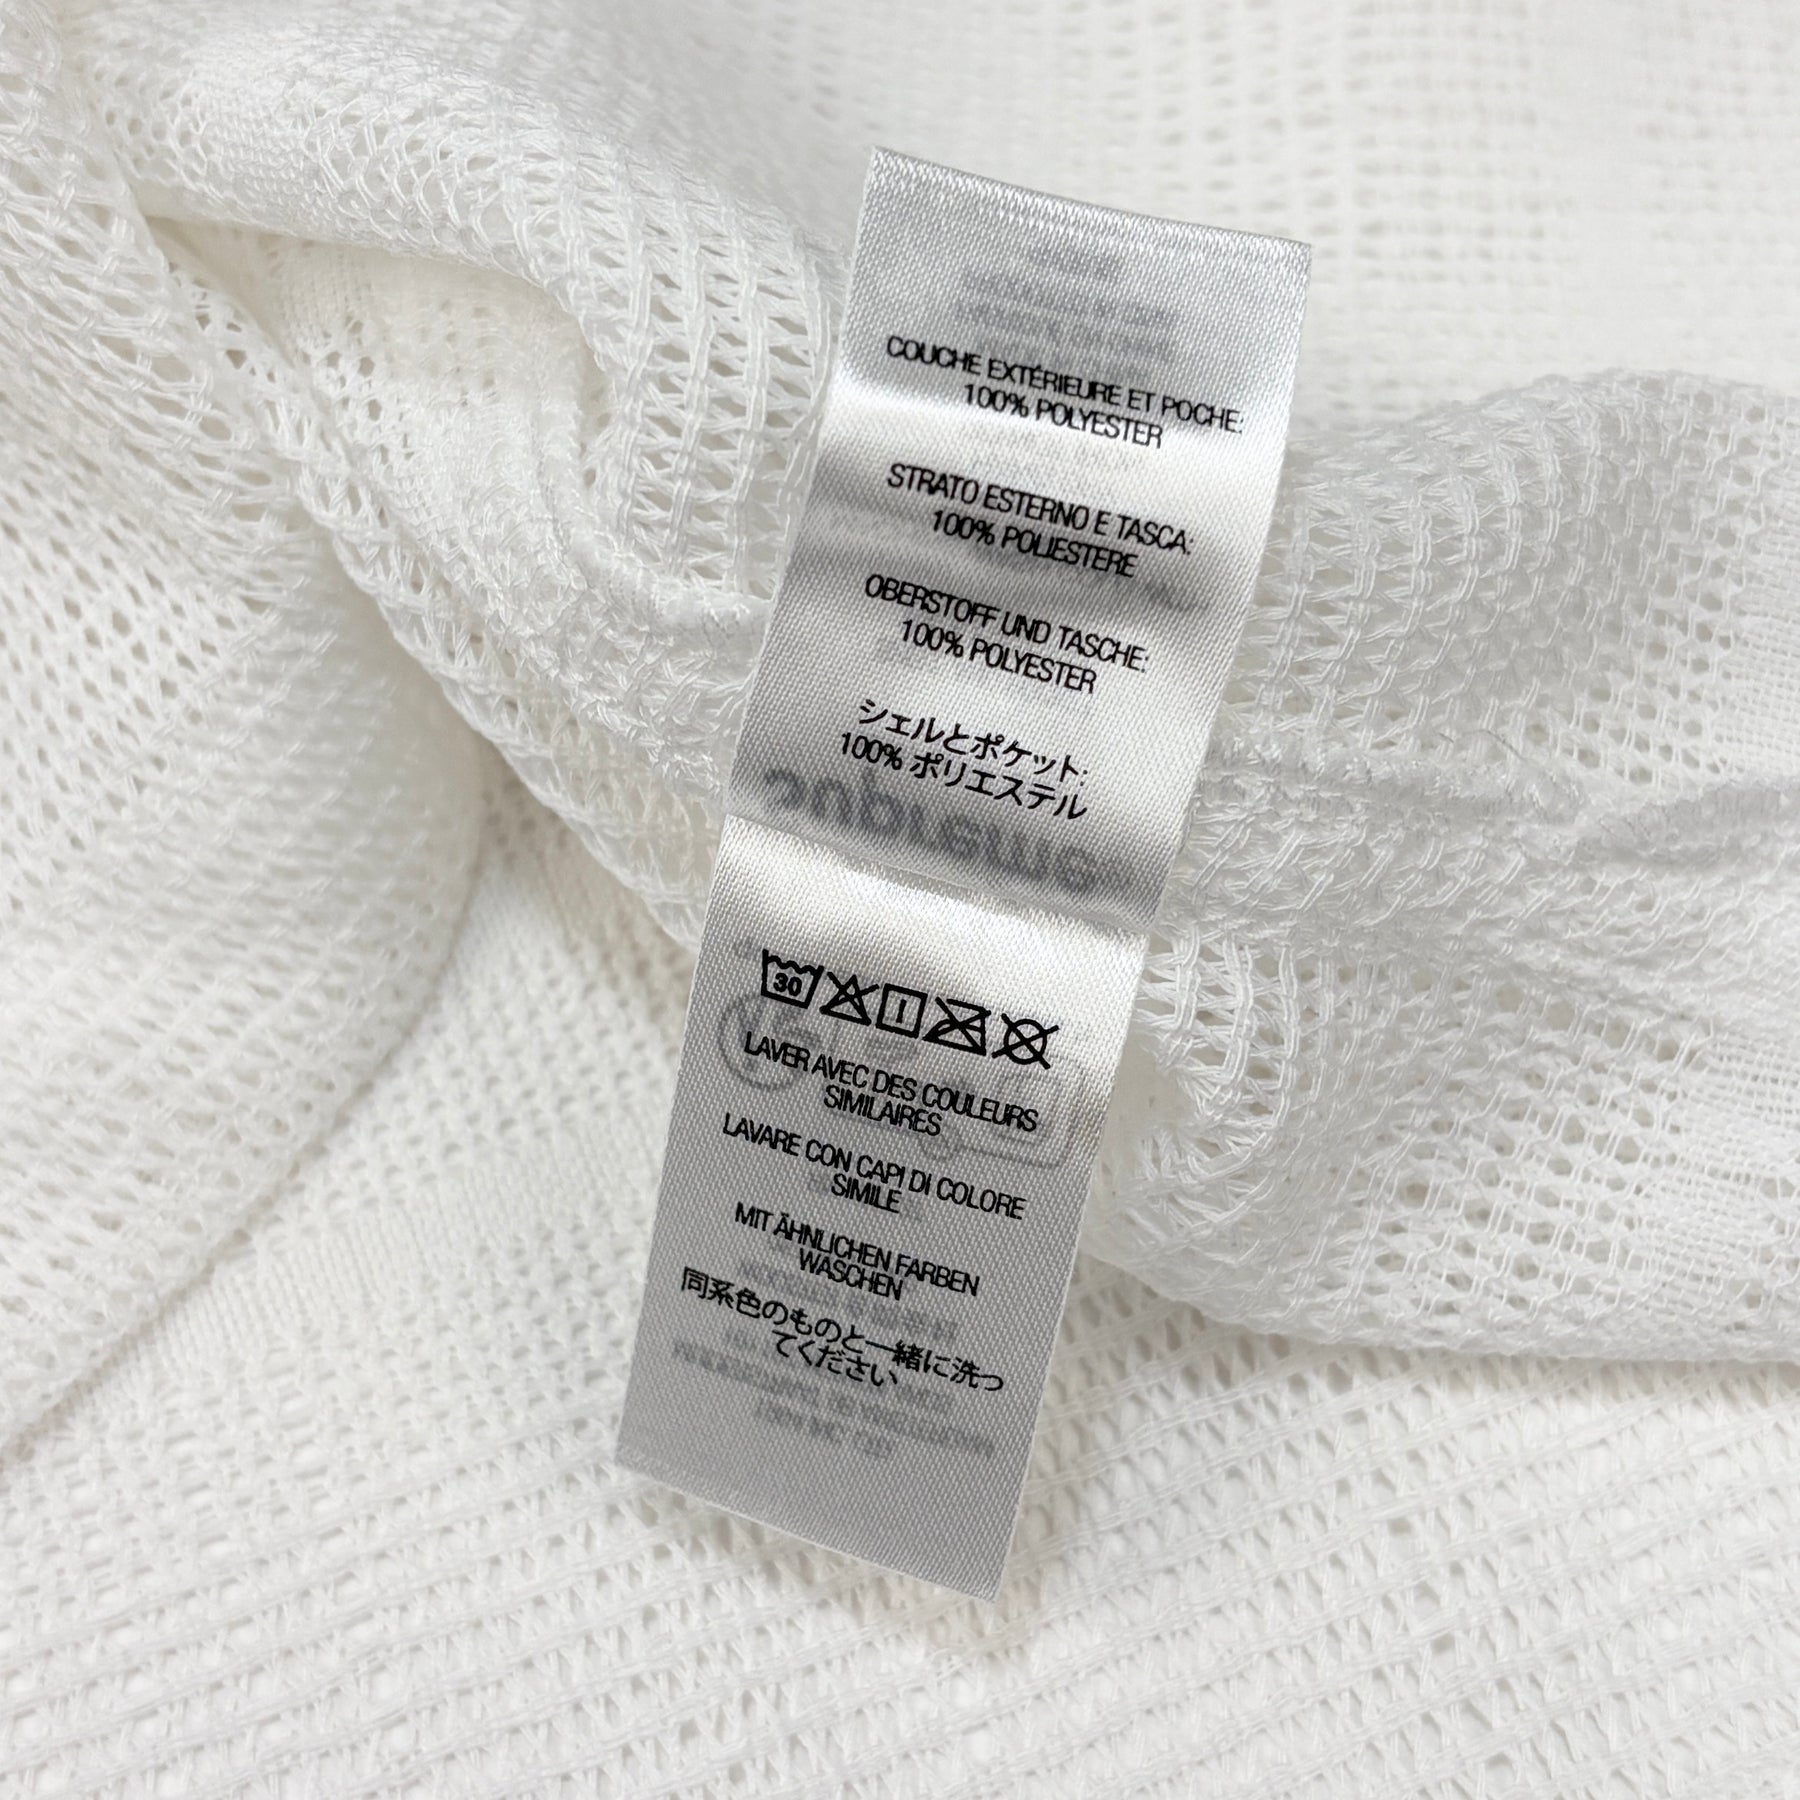 COUCHE EXTÉRIEURE ET POCHE:
100% POLYESTER
STRATO ESTERNO E TASCA:
100% POLIESTERE
OBERSTOFF UND TASCHE:
100% POLYESTER
シェルとポケット:
100% ポリエステル
30
LAVER AVEC DES COULEURS
SIMILAIRES
LAVARE CON CAPI DI COLORE
SIMILE
MIT ÄHNLICHEN FARBEN
WASCHEN
同系色のものと一緒に洗っ
てください